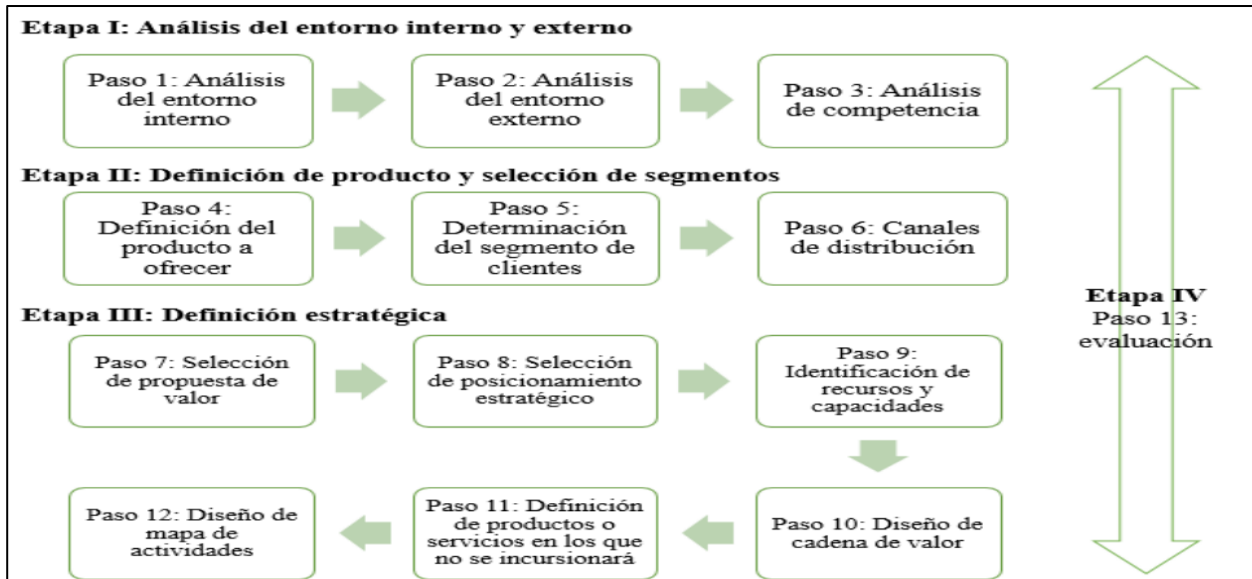 Etapa I: Análisis del entorno interno y externo
Paso 1: Análisis
del entorno
interno
Paso 2: Análisis
del entorno
externo
Paso 3: Análisis
de competencia
Etapa II: Definición de producto y selección de segmentos
Paso 4:
Definición del
producto a
ofrecer
Paso 5:
Determinación
del segmento de
clientes
Paso 6: Canales
de distribución
Etapa III: Definición estratégica
Paso 7: Selección
de propuesta de
valor
Paso 8: Selección
de posicionamiento
estratégico
Paso 9:
Identificación de
recursos y
capacidades
Paso 12: Diseño de
mapa de
actividades
Paso 11: Definición
de productos o
servicios en los que
no se incursionará
Paso 10: Diseño de
cadena de valor
Etapa IV
Paso 13:
evaluación